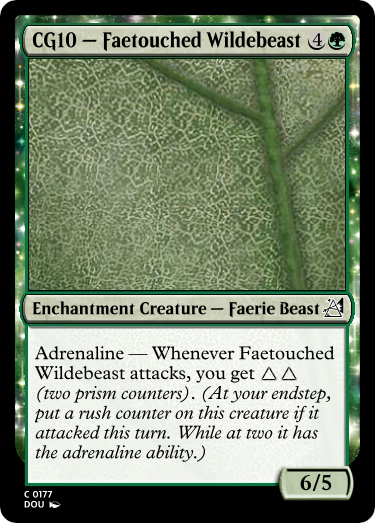 CG10 — Faetouched Wildebeast 4
Enchantment Creature — Faerie Beast
Adrenaline — Whenever Faetouched
Wildebeast attacks, you get △ △
(two prism counters). (At your endstep,
put a rush counter on this creature if it
attacked this turn. While at two it has
the adrenaline ability.)
6/5
C 0177
DOU